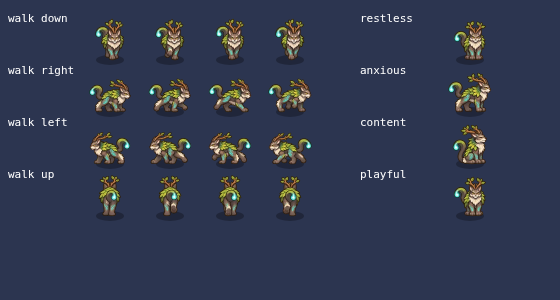 walk down
restless
walk right
anxious
walk left
content
walk up
playful